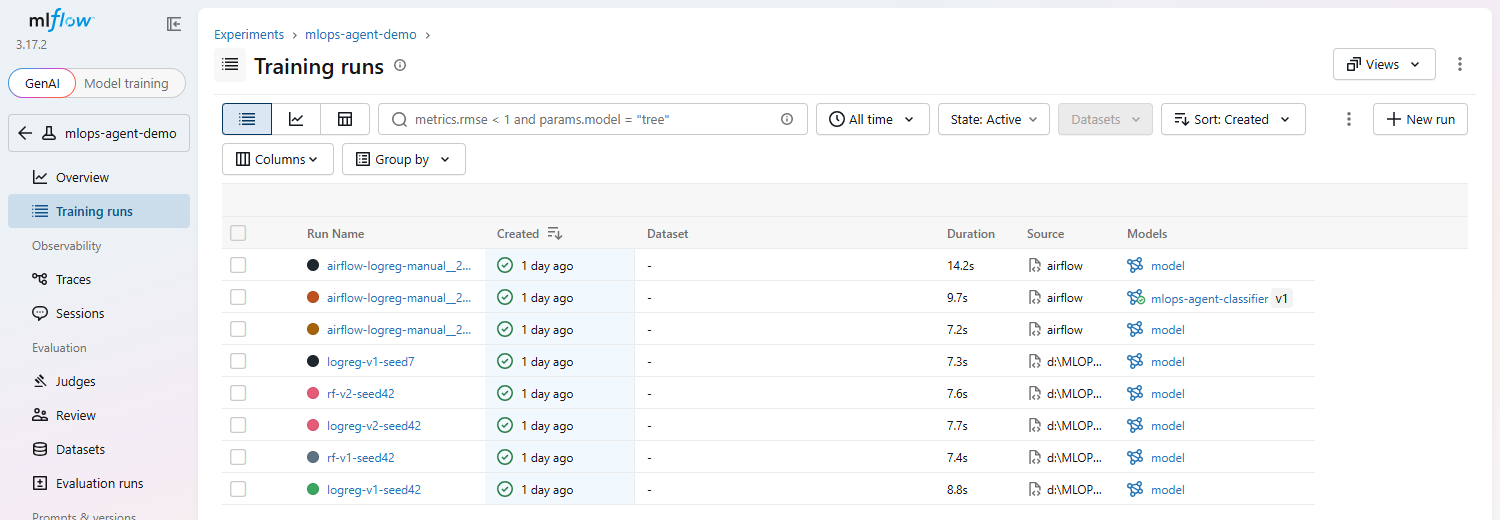 mlflow
3.17.2
GenAI Model training
mlops-agent-demo
Overview
Training runs
Observability
Traces
Sessions
Evaluation
Judges
Review
Datasets
Evaluation runs
Prompts & versions
Experiments > mlops-agent-demo >
Training runs
Views
metrics.rmse < 1 and params.model = "tree"
All time
State: Active
Datasets
Sort: Created
New run
Columns
Group by
Run Name Created Dataset Duration Source Models
airflow-logreg-manual__2... 1 day ago - 14.2s airflow model
airflow-logreg-manual__2... 1 day ago - 9.7s airflow mlops-agent-classifier v1
airflow-logreg-manual__2... 1 day ago - 7.2s airflow model
logreg-v1-seed7 1 day ago - 7.3s d:\MLOP... model
rf-v2-seed42 1 day ago - 7.6s d:\MLOP... model
logreg-v2-seed42 1 day ago - 7.7s d:\MLOP... model
rf-v1-seed42 1 day ago - 7.4s d:\MLOP... model
logreg-v1-seed42 1 day ago - 8.8s d:\MLOP... model